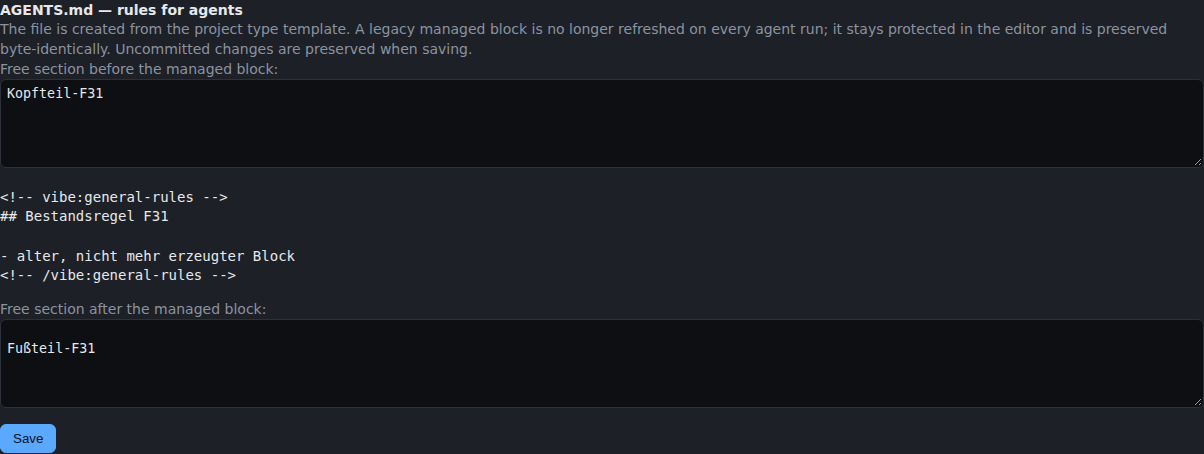 AGENTS.md — rules for agents
The file is created from the project type template. A legacy managed block is no longer refreshed on every agent run; it stays protected in the editor and is preserved
byte-identically. Uncommitted changes are preserved when saving.
Free section before the managed block:
Kopfteil-F31
<!-- vibe:general-rules -->
## Bestandsregel F31
- alter, nicht mehr erzeugter Block
<!-- /vibe:general-rules -->
Free section after the managed block:
Fußteil-F31
Save